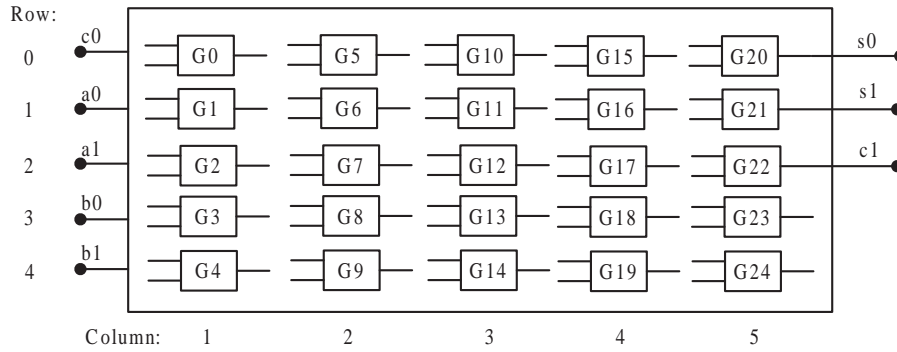 Row:
c0 s0
0 G0 G5 G10 G15 G20
a0 s1
1 G1 G6 G11 G16 G21
a1 c1
2 G2 G7 G12 G17 G22
b0
3 G3 G8 G13 G18 G23
b1
4 G4 G9 G14 G19 G24
Column: 1 2 3 4 5